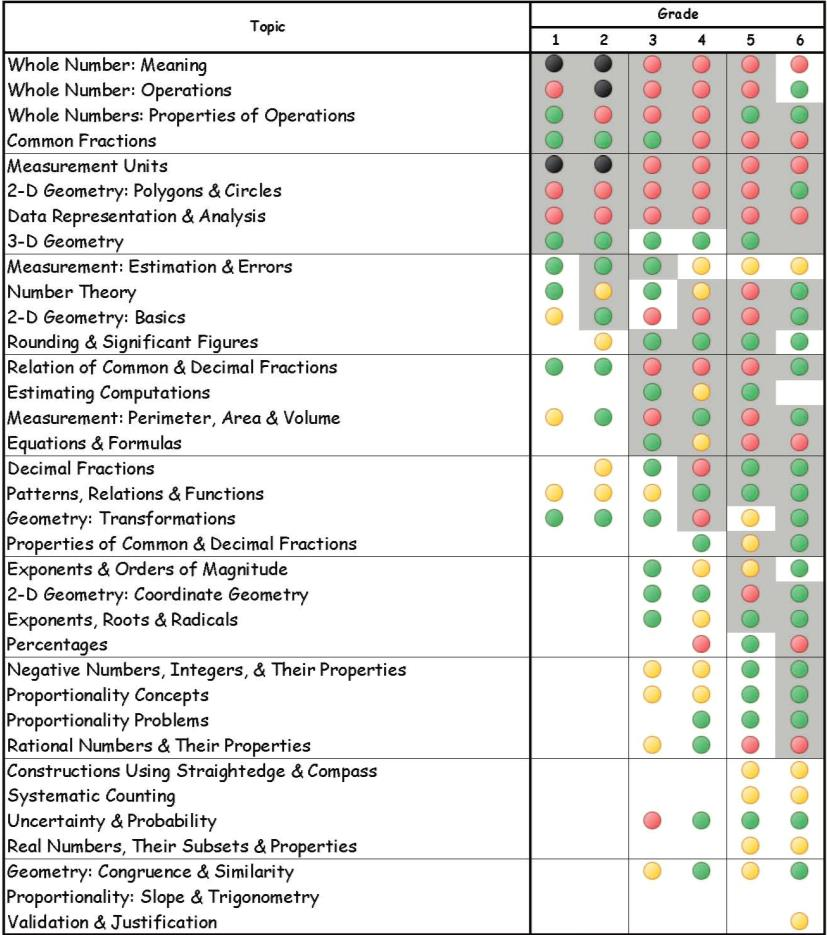 Topic
Grade
1 2 3 4 5 6
Whole Number: Meaning
Whole Number: Operations
Whole Numbers: Properties of Operations
Common Fractions
Measurement Units
2-D Geometry: Polygons & Circles
Data Representation & Analysis
3-D Geometry
Measurement: Estimation & Errors
Number Theory
2-D Geometry: Basics
Rounding & Significant Figures
Relation of Common & Decimal Fractions
Estimating Computations
Measurement: Perimeter, Area & Volume
Equations & Formulas
Decimal Fractions
Patterns, Relations & Functions
Geometry: Transformations
Properties of Common & Decimal Fractions
Exponents & Orders of Magnitude
2-D Geometry: Coordinate Geometry
Exponents, Roots & Radicals
Percentages
Negative Numbers, Integers, & Their Properties
Proportionality Concepts
Proportionality Problems
Rational Numbers & Their Properties
Constructions Using Straightedge & Compass
Systematic Counting
Uncertainty & Probability
Real Numbers, Their Subsets & Properties
Geometry: Congruence & Similarity
Proportionality: Slope & Trigonometry
Validation & Justification